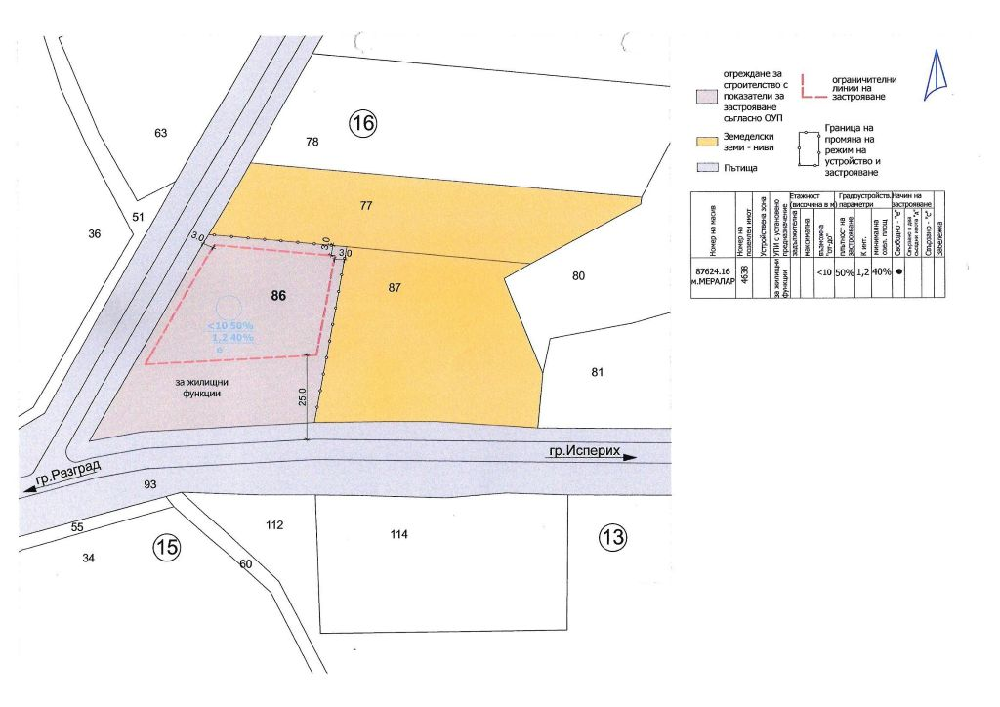 63
16
78
51
36
77
3.0
3.0
3.0
80
87
86
<10 50%
1,2 40%
е
81
за жилищни
функции
25.0
гр.Разград
гр.Исперих
93
55
34
15
112
60
114
13
отреждане за
строителство с
показатели за
застрояване
съгласно ОУП
Земеделски
земи - ниви
Пътища
ограничителни
линии на
застрояване
Граница на
промяна на
режим на
устройство и
застрояване
Номер на масив
Номер на
поземлен имот
Устройствена зона
УПИ с установено
предназначение
Етажност
(височина в м)
задължителна
максимална
възможна
"от-до"
Градоустройств.
параметри
плътност на
застрояване
К инт.
минимална
озел. площ
Начин на
застрояване
Свободно - "е"
Свързано в два
Свързано - "с"
Забележка
87624.16
м.МЕРАЛАР
4638
за жилищни
функции
<10
50%
1,2
40%